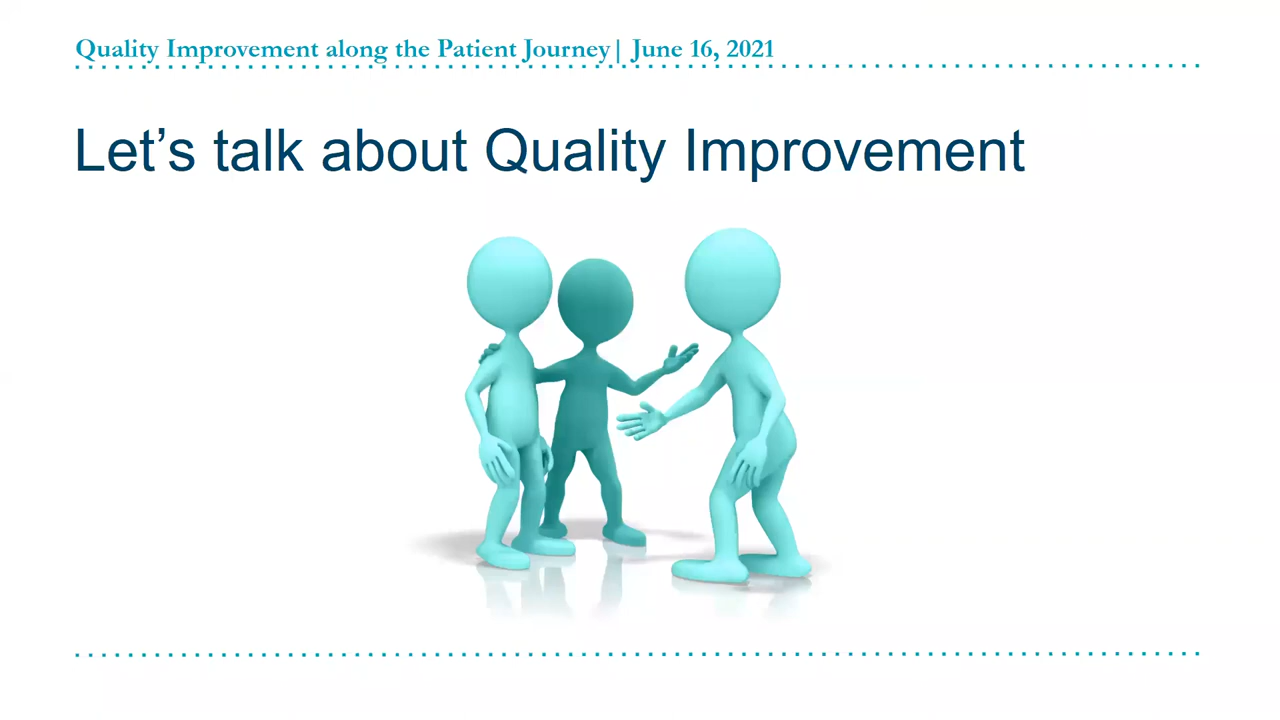 Quality Improvement along the Patient Journey| June 16, 2021
Let’s talk about Quality Improvement